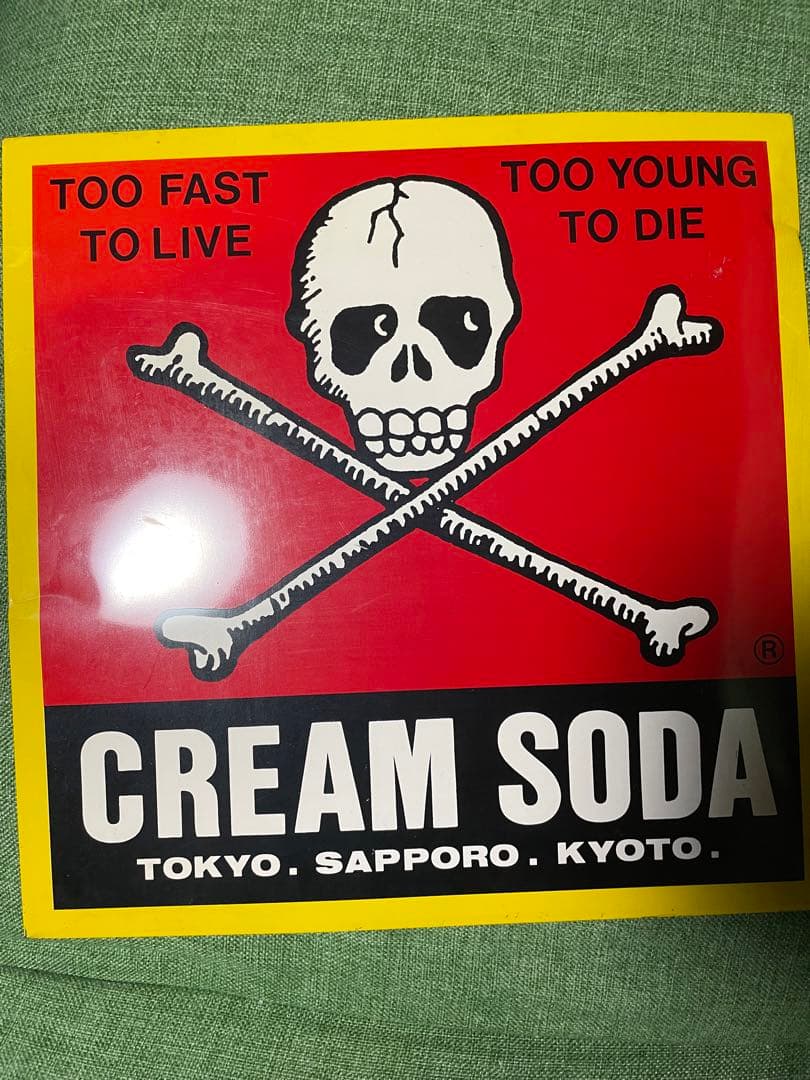 TOO FAST
TO LIVE
TOO YOUNG
TO DIE
®
CREAM SODA
TOKYO. SAPPORO. KYOTO.